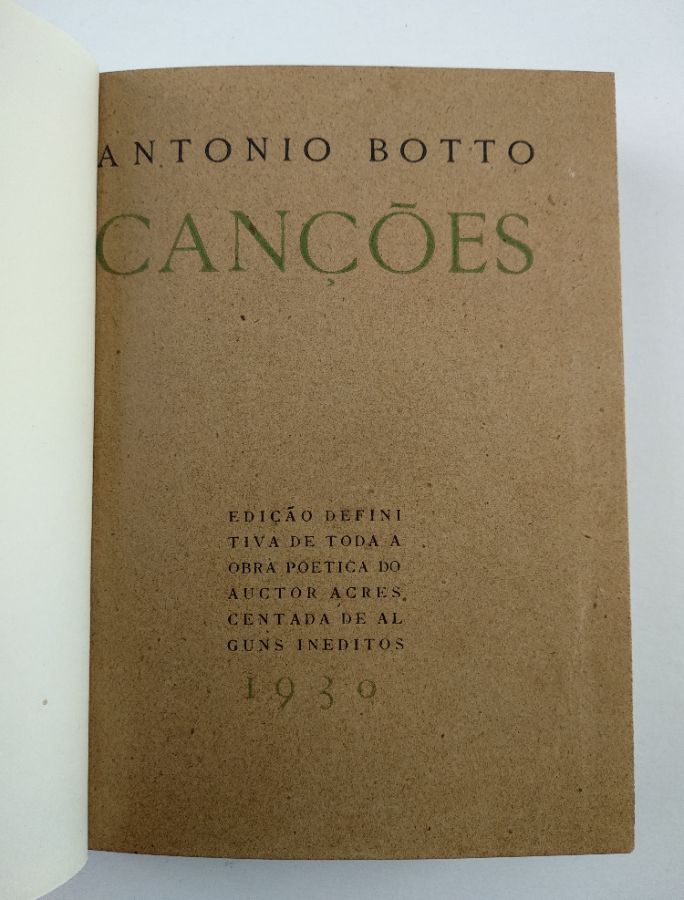 ANTONIO BOTTO
CANÇÕES
EDIÇÃO DEFINI
TIVA DE TODA A
OBRA POETICA DO
AUCTOR ACRES
CENTADA DE AL
GUNS INEDITOS
1930